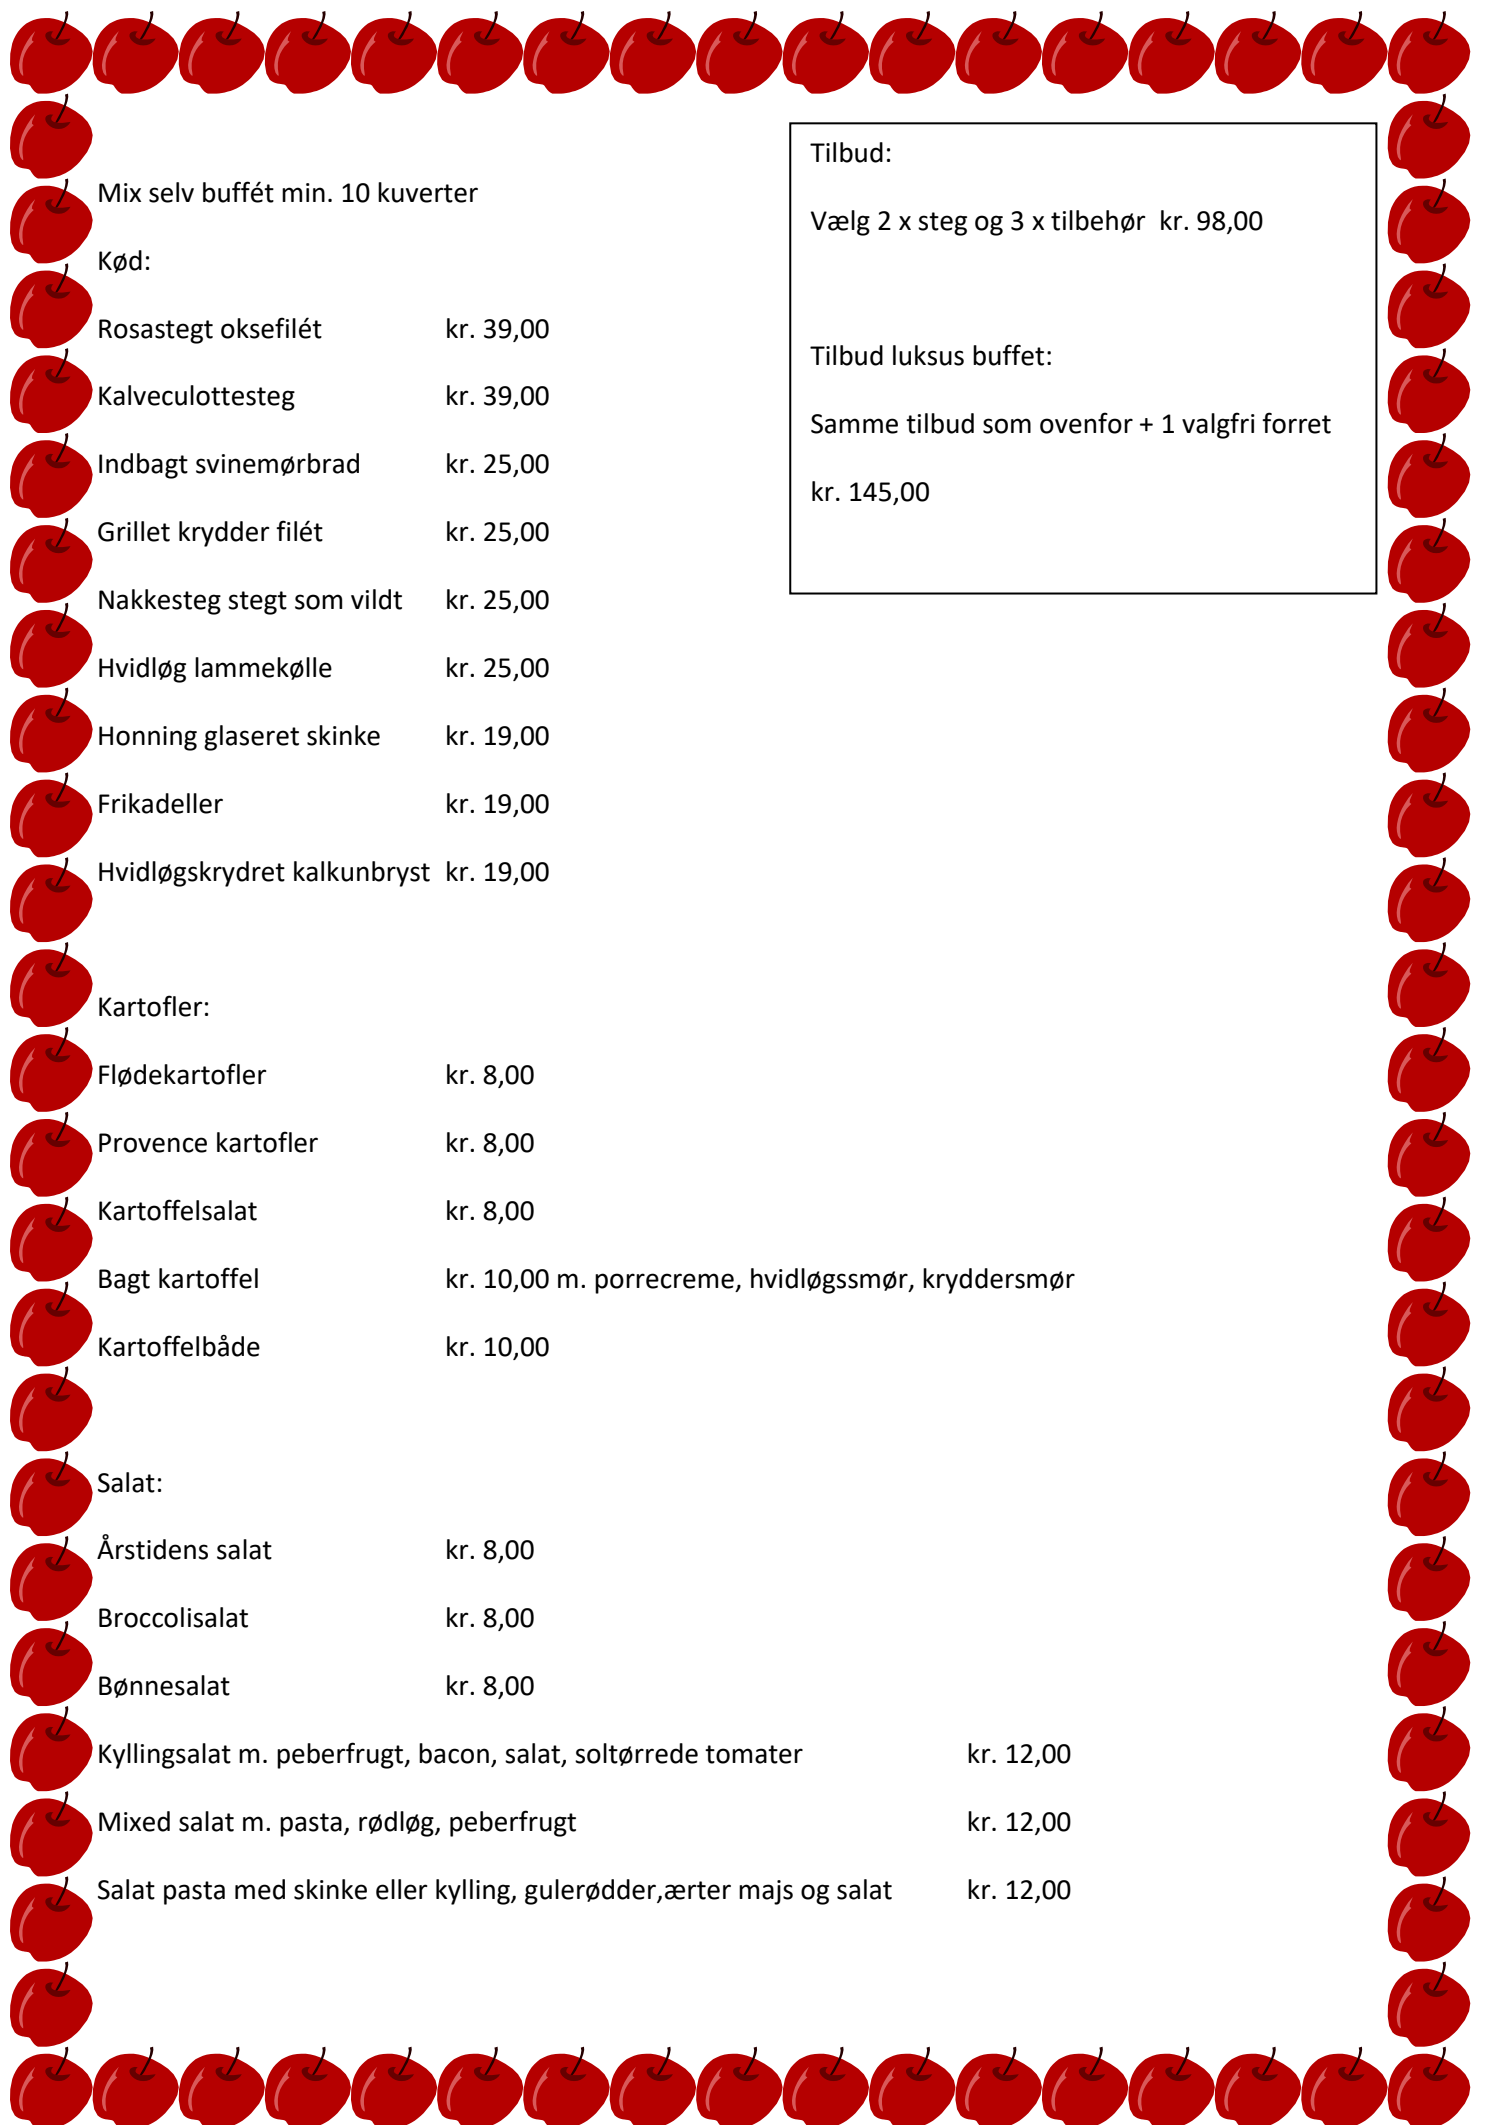 Mix selv buffét min. 10 kuverter
Kød:
Rosastegt oksefilét kr. 39,00
Kalveculottesteg kr. 39,00
Indbagt svinemørbrad kr. 25,00
Grillet krydder filét kr. 25,00
Nakkesteg stegt som vildt kr. 25,00
Hvidløg lammekølle kr. 25,00
Honning glaseret skinke kr. 19,00
Frikadeller kr. 19,00
Hvidløgskrydret kalkunbryst kr. 19,00
Tilbud:
Vælg 2 x steg og 3 x tilbehør kr. 98,00
Tilbud luksus buffet:
Samme tilbud som ovenfor + 1 valgfri forret
kr. 145,00
Kartofler:
Flødekartofler kr. 8,00
Provence kartofler kr. 8,00
Kartoffelsalat kr. 8,00
Bagt kartoffel kr. 10,00 m. porrecreme, hvidløgssmør, kryddersmør
Kartoffelbåde kr. 10,00
Salat:
Årstidens salat kr. 8,00
Broccolisalat kr. 8,00
Bønnesalat kr. 8,00
Kyllingsalat m. peberfrugt, bacon, salat, soltørrede tomater kr. 12,00
Mixed salat m. pasta, rødløg, peberfrugt kr. 12,00
Salat pasta med skinke eller kylling, gulerødder,ærter majs og salat kr. 12,00